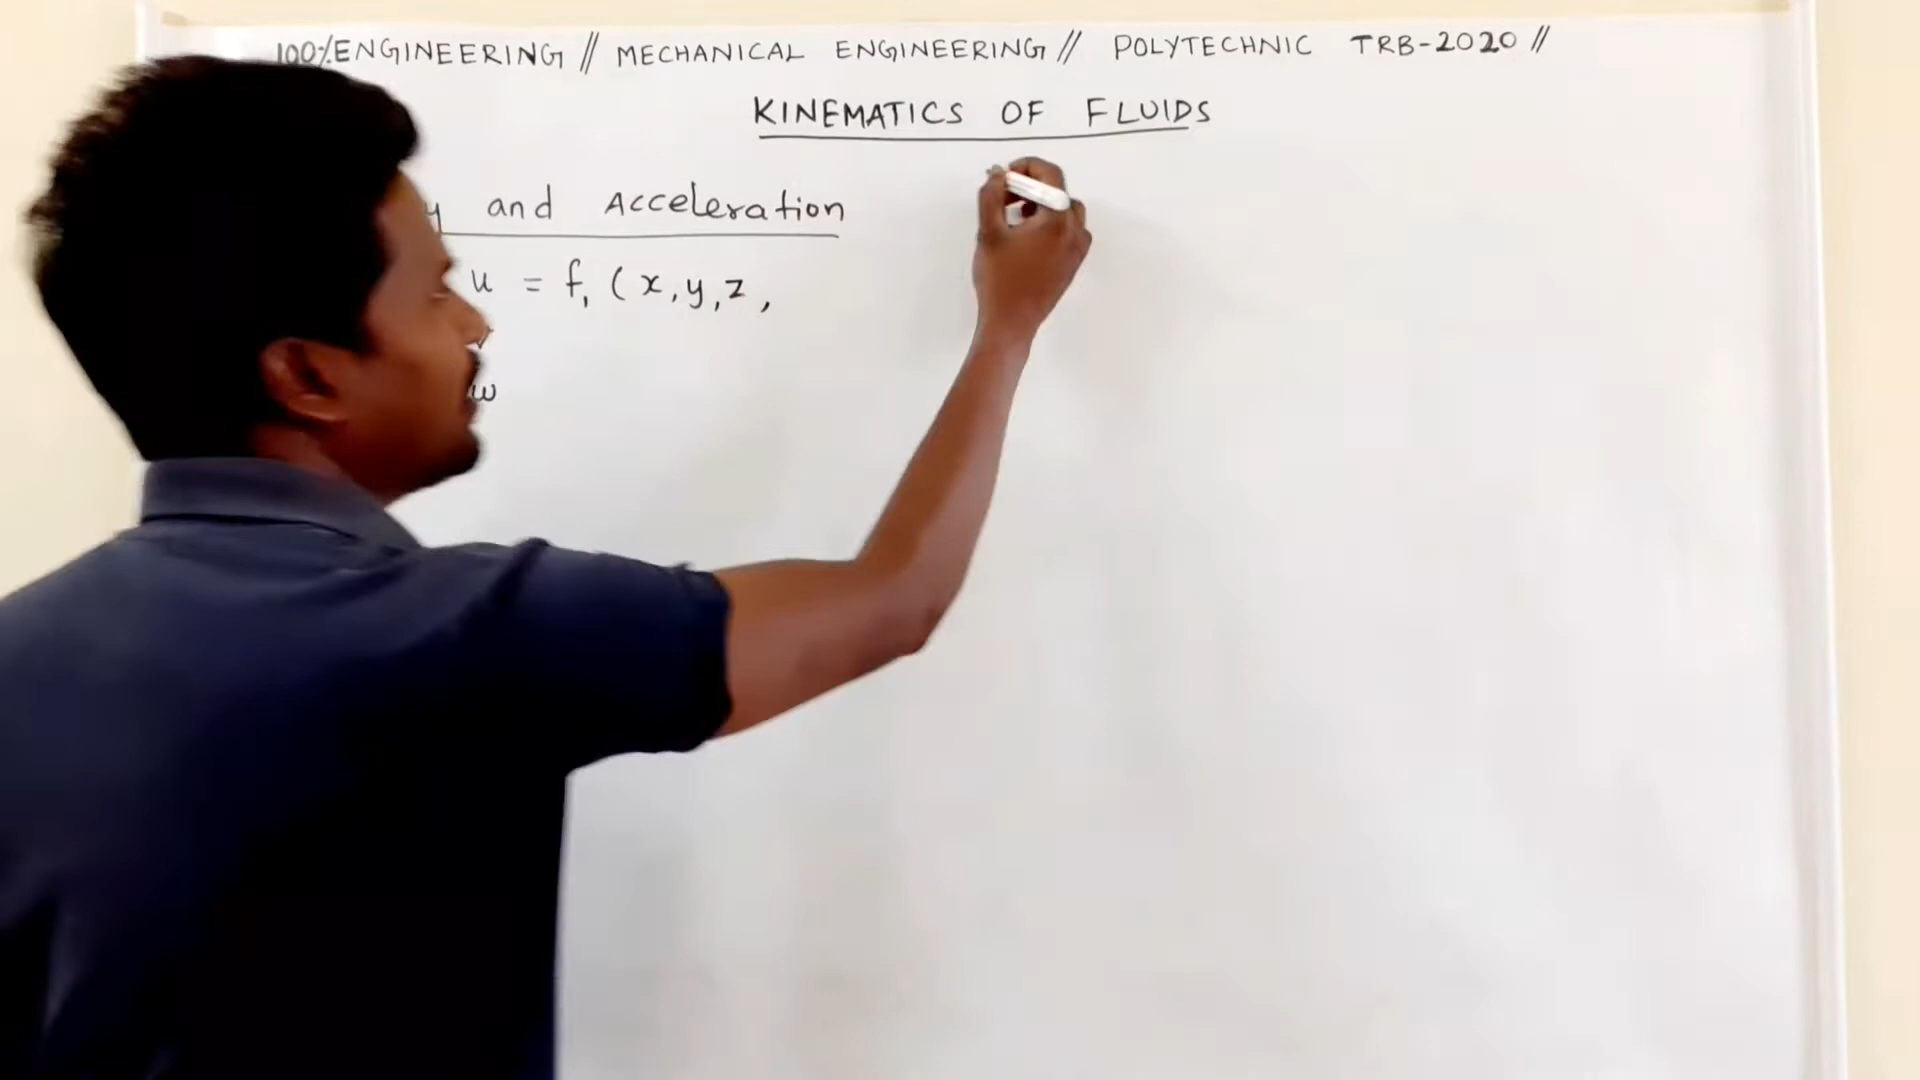 100% ENGINEERING // MECHANICAL ENGINEERING // POLYTECHNIC TRB-2020 //
KINEMATICS OF FLUIDS
y and Acceleration
u = f₁ (x,y,z,
w